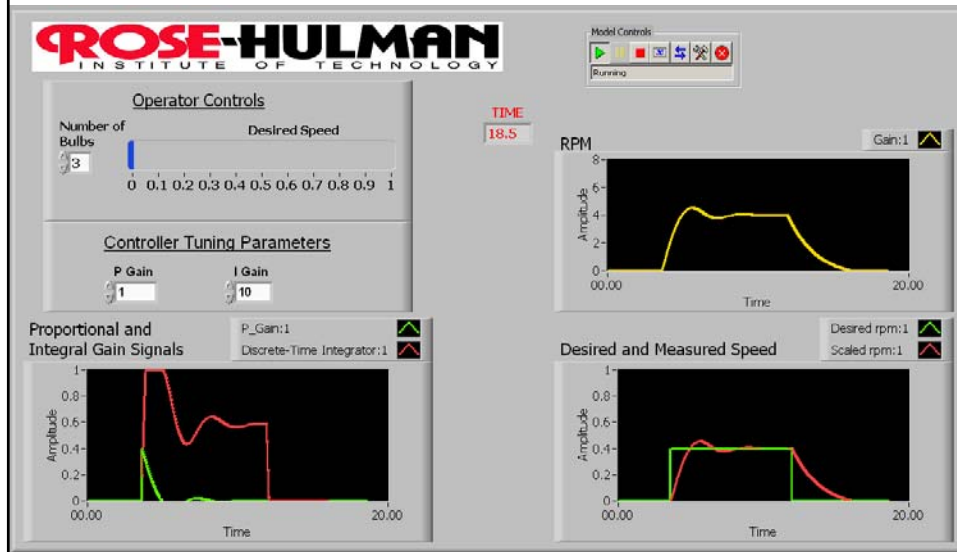 ROSE-HULMAN
INSTITUTE OF TECHNOLOGY
Model Controls
Running
Operator Controls
Number of
Bulbs
3
Desired Speed
0 0.1 0.2 0.3 0.4 0.5 0.6 0.7 0.8 0.9 1
TIME
18.5
Controller Tuning Parameters
P Gain
1
I Gain
10
RPM
Gain:1
8
6
4
2
0
Amplitude
00.00
20.00
Time
Proportional and
Integral Gain Signals
P_Gain:1
Discrete-Time Integrator:1
1
0.8
0.6
0.4
0.2
0
Amplitude
00.00
20.00
Time
Desired and Measured Speed
Desred rpm:1
Scaled rpm:1
1
0.8
0.6
0.4
0.2
0
Amplitude
00.00
20.00
Time